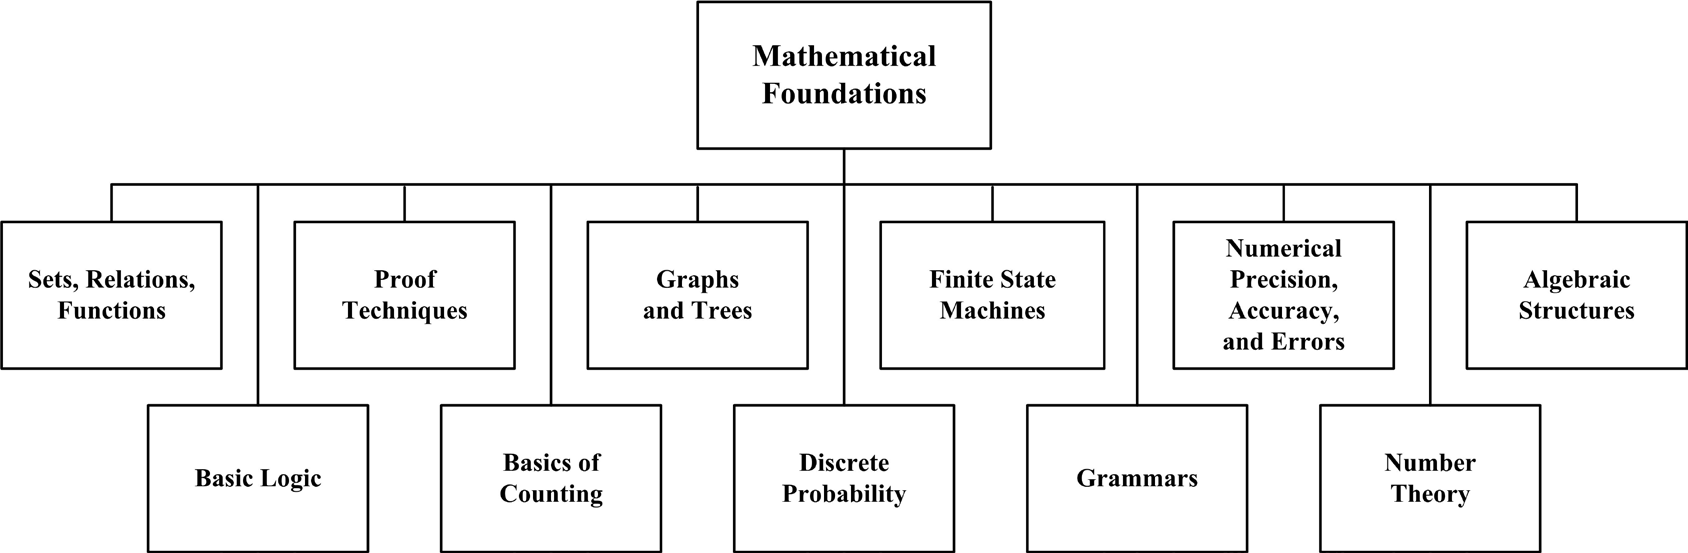 Mathematical
Foundations
Sets, Relations,
Functions
Proof
Techniques
Graphs
and Trees
Finite State
Machines
Numerical
Precision,
Accuracy,
and Errors
Algebraic
Structures
Basic Logic
Basics of
Counting
Discrete
Probability
Grammars
Number
Theory